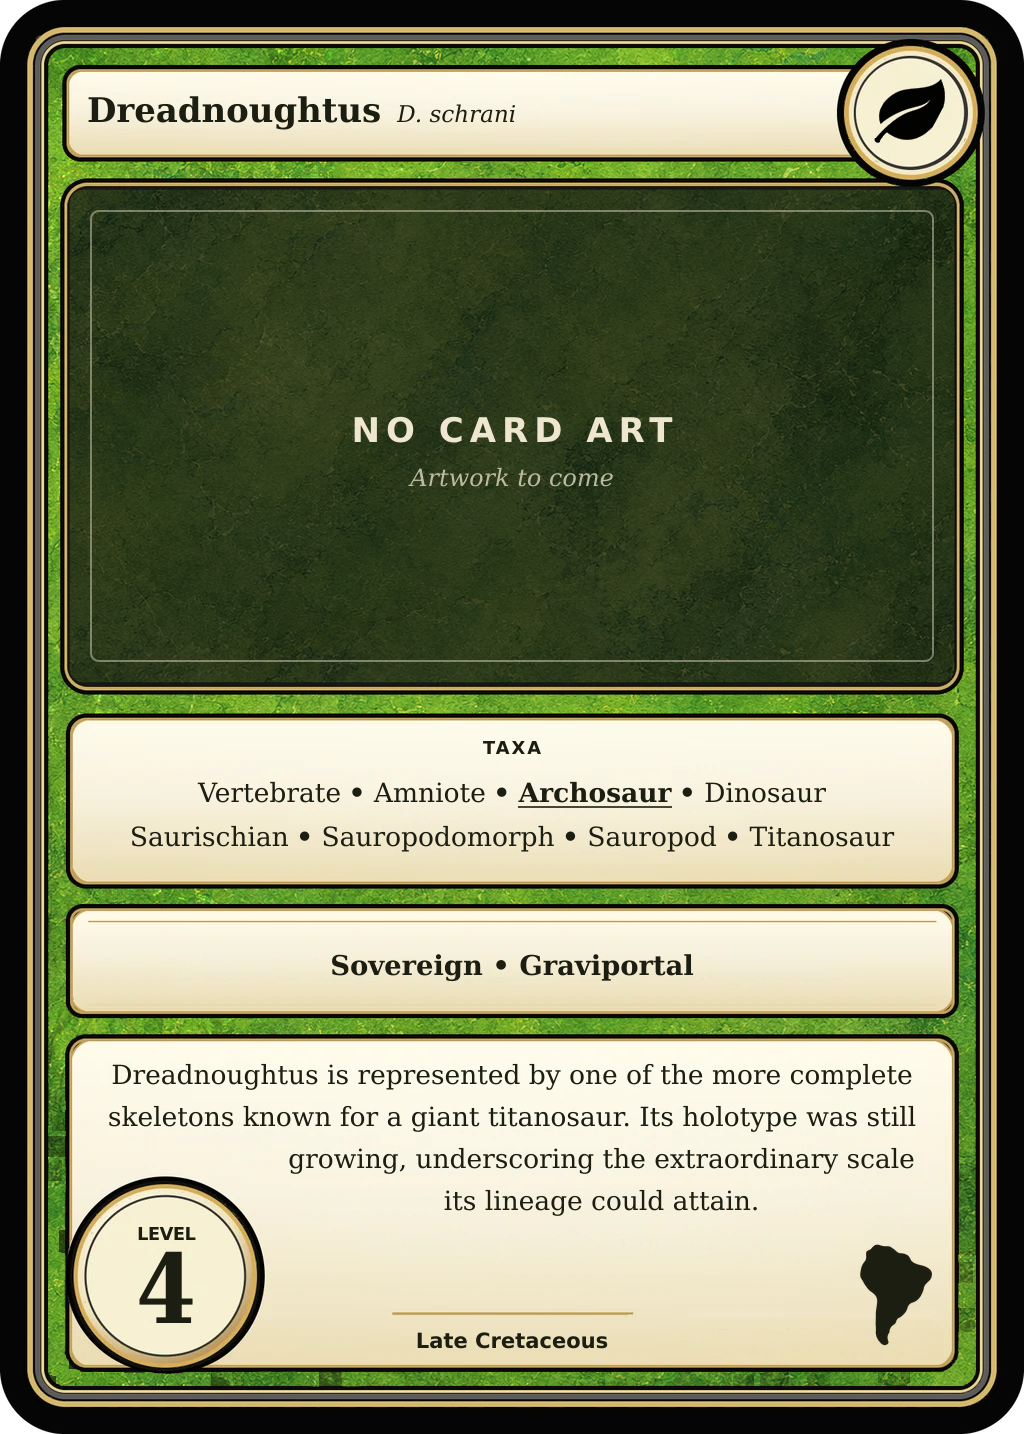 Dreadnoughtus D. schrani
NO CARD ART
Artwork to come
TAXA
Vertebrate • Amniote • Archosaur • Dinosaur
Saurischian • Sauropodomorph • Sauropod • Titanosaur
Sovereign • Graviportal
Dreadnoughtus is represented by one of the more complete
skeletons known for a giant titanosaur. Its holotype was still
growing, underscoring the extraordinary scale
its lineage could attain.
LEVEL
4
Late Cretaceous